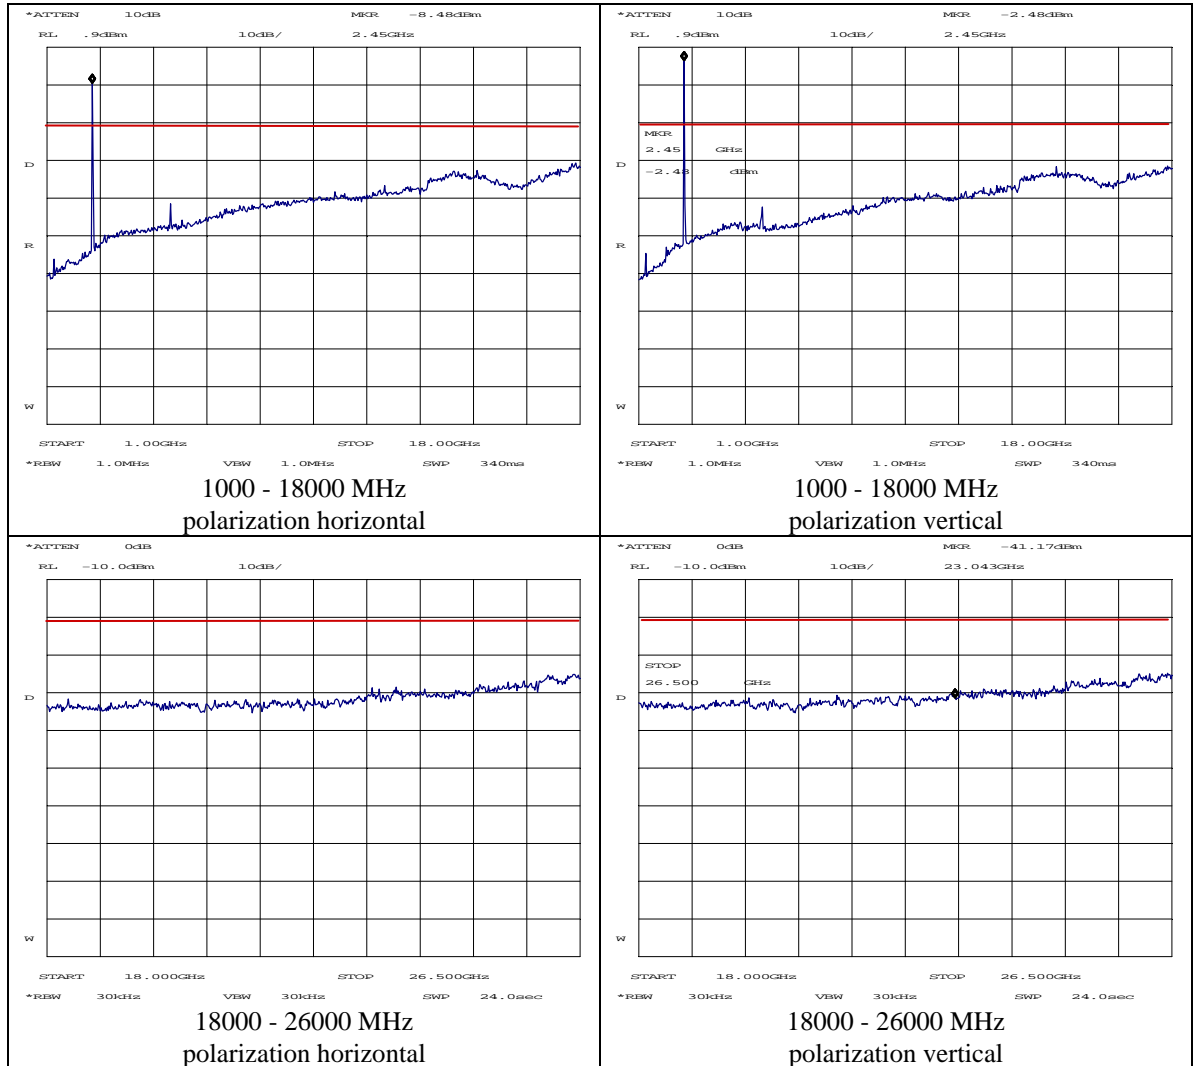 *ATTEN 10dB MKR -8.48dBm
RL .9dBm 10dB/ 2.45GHz
D
R
W
START 1.00GHz STOP 18.00GHz
*RBW 1.0MHz VBW 1.0MHz SWP 340ms
1000 - 18000 MHz
polarization horizontal
*ATTEN 10dB MKR -2.48dBm
RL .9dBm 10dB/ 2.45GHz
MKR
2.45 GHz
D
-2.48 dBm
R
W
START 1.00GHz STOP 18.00GHz
*RBW 1.0MHz VBW 1.0MHz SWP 340ms
1000 - 18000 MHz
polarization vertical
*ATTEN 0dB
RL -10.0dBm 10dB/
D
W
START 18.000GHz STOP 26.500GHz
*RBW 30kHz VBW 30kHz SWP 24.0sec
18000 - 26000 MHz
polarization horizontal
*ATTEN 0dB MKR -41.17dBm
RL -10.0dBm 10dB/ 23.043GHz
STOP
26.500 GHz
D
W
START 18.000GHz STOP 26.500GHz
*RBW 30kHz VBW 30kHz SWP 24.0sec
18000 - 26000 MHz
polarization vertical